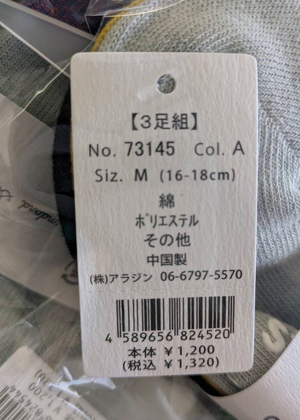 【3足組】
No. 73145 Col. A
Siz. M (16-18cm)
綿
ﾎﾟﾘｴｽﾃﾙ
その他
中国製
(株)アラジン 06-6797-5570
4 589656 824520
本体 ¥1,200
(税込 ¥1,320)